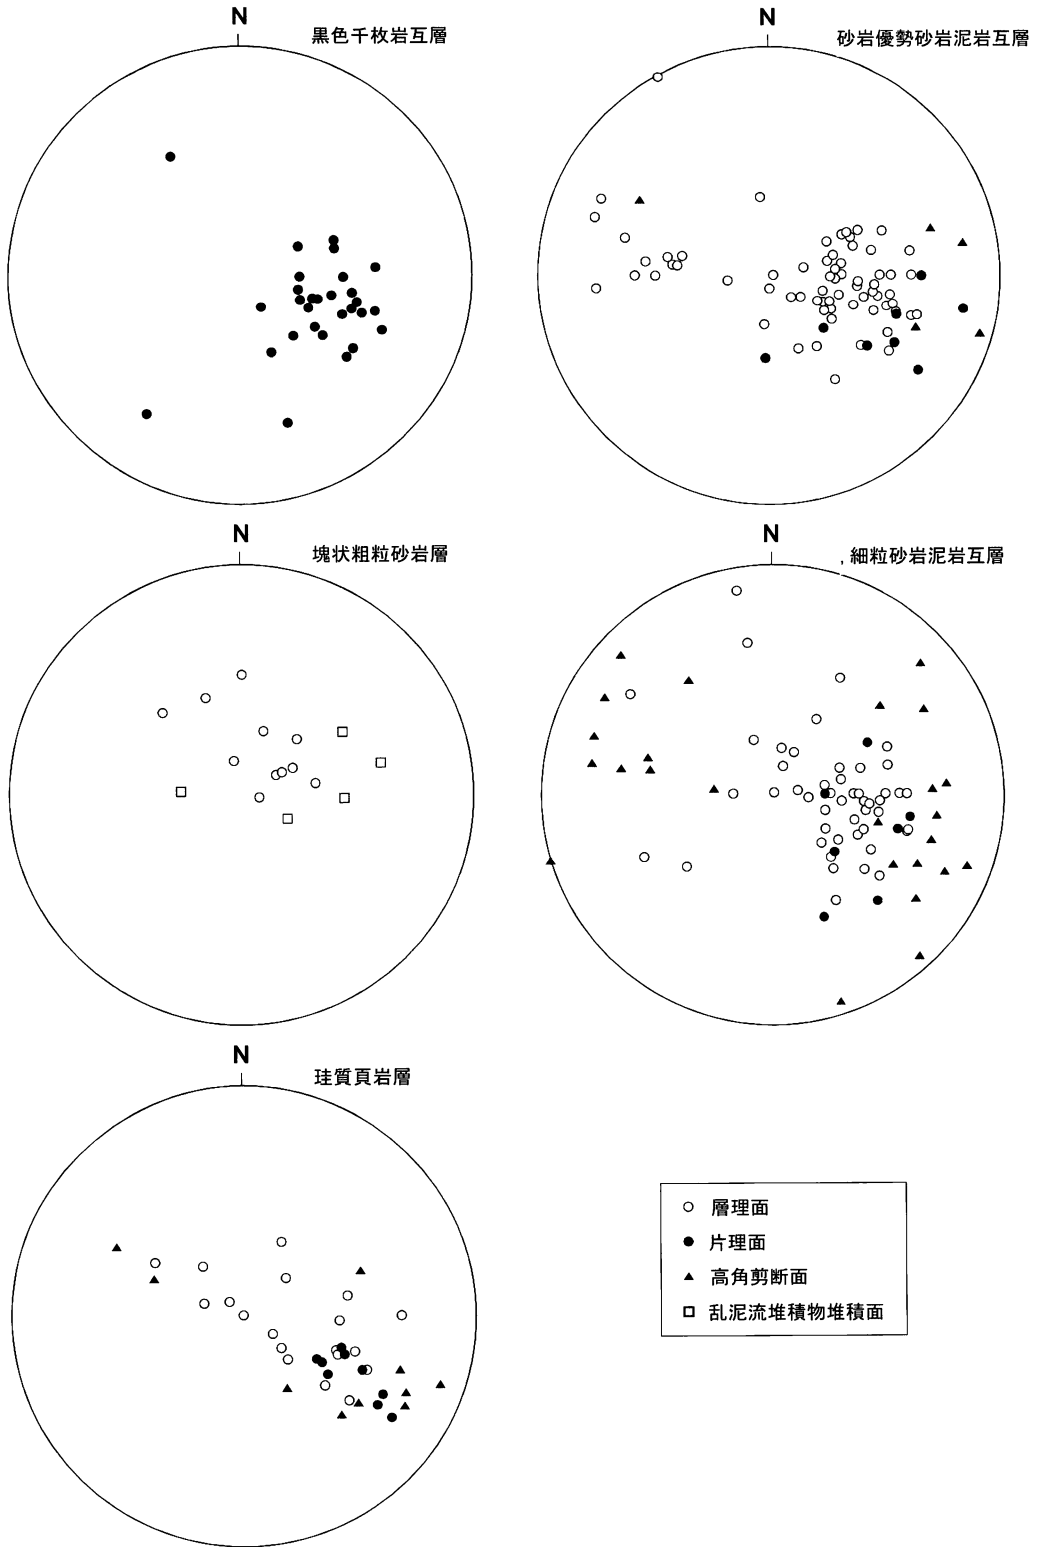 N
黒色千枚岩互層
N
砂岩優勢砂岩泥岩互層
N
塊状粗粒砂岩層
N
細粒砂岩泥岩互層
N
珪質頁岩層
層理面
片理面
高角剪断面
乱泥流堆積物堆積面